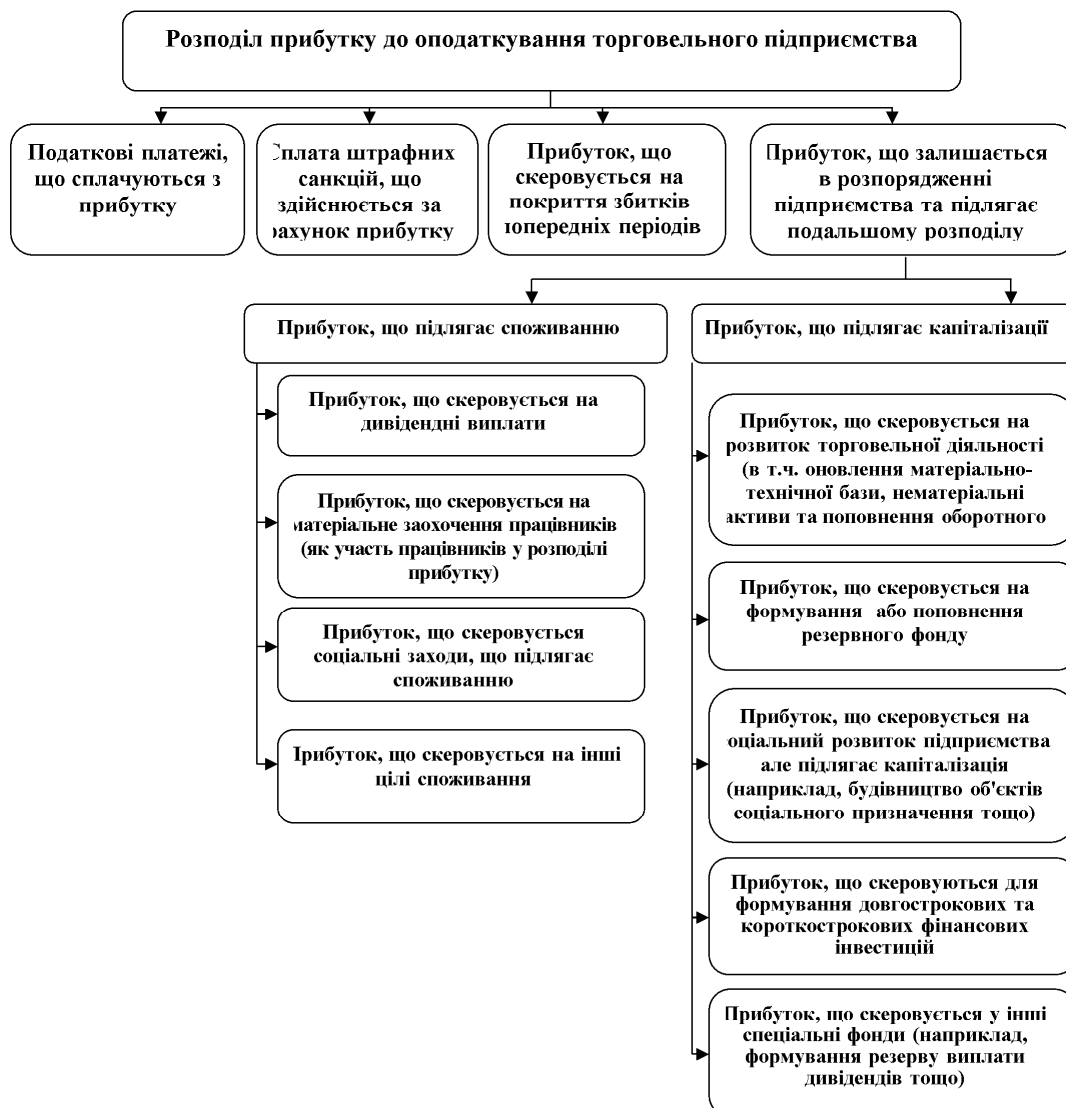 Розподіл прибутку до оподаткування торговельного підприємства
Податкові платежі,
що сплачуються з
прибутку
Сплата штрафних
санкцій, що
здійснюється за
рахунок прибутку
Прибуток, що
скеровується на
покриття збитків
попередніх періодів
Прибуток, що залишається
в розпорядженні
підприємства та підлягає
подальшому розподілу
Прибуток, що підлягає споживанню
Прибуток, що скеровується на
дивідендні виплати
Прибуток, що скеровується на
матеріальне заохочення працівників
(як участь працівників у розподілі
прибутку)
Прибуток, що скеровується
соціальні заходи, що підлягає
споживанню
Прибуток, що скеровується на інші
цілі споживання
Прибуток, що підлягає капіталізації
Прибуток, що скеровується на
розвиток торговельної діяльності
(в т.ч. оновлення матеріально-
технічної бази, нематеріальні
активи та поповнення оборотного
Прибуток, що скеровується на
формування або поповнення
резервного фонду
Прибуток, що скеровується на
соціальний розвиток підприємства
але підлягає капіталізація
(наприклад, будівництво об'єктів
соціального призначення тощо)
Прибуток, що скеровуються для
формування довгострокових та
короткострокових фінансових
інвестицій
Прибуток, що скеровується у інші
спеціальні фонди (наприклад,
формування резерву виплати
дивидендів тощо)